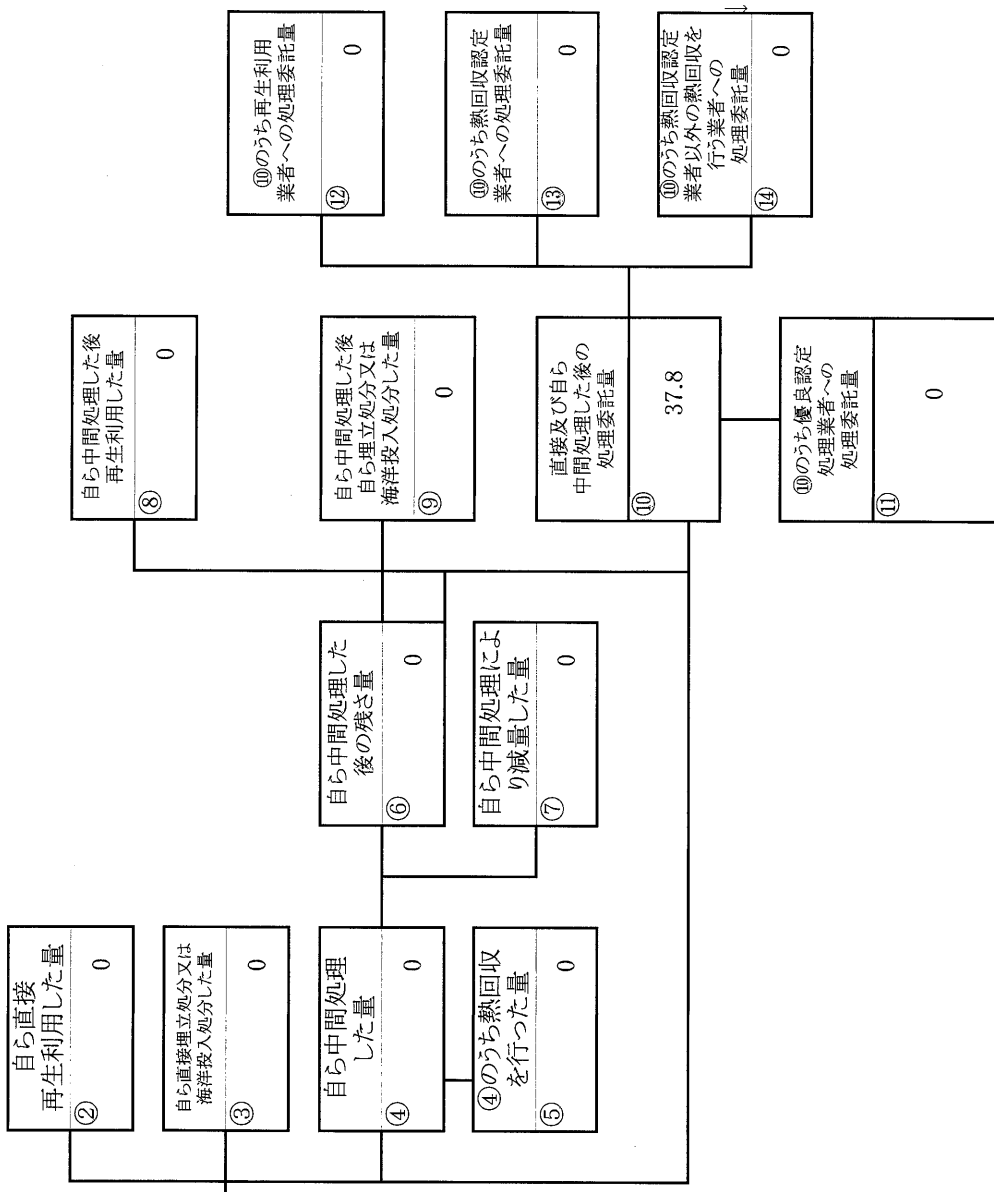 自ら直接
再生利用した量
②
0
自ら直接埋立処分又は
海洋投入処分した量
③
0
自ら中間処理
した量
④
0
④のうち熱回収
を行った量
⑤
0
自ら中間処理した
後の残さ量
⑥
0
自ら中間処理によ
り減量した量
⑦
0
自ら中間処理した後
再生利用した量
⑧
0
自ら中間処理した後
自ら埋立処分又は
海洋投入処分した量
⑨
0
直接及び自ら
中間処理した後の
処理委託量
⑩
37.8
⑩のうち優良認定
処理業者への
処理委託量
⑪
0
⑩のうち再生利用
業者への処理委託量
⑫
0
⑩のうち熱回収認定
業者への処理委託量
⑬
0
⑩のうち熱回収認定
業者以外の熱回収を
行う業者への
処理委託量
⑭
0